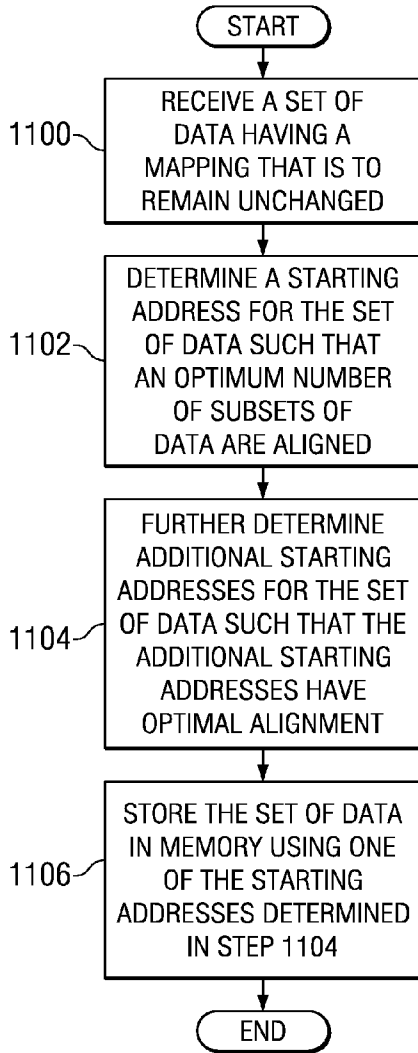 START
1100
RECEIVE A SET OF
DATA HAVING A
MAPPING THAT IS TO
REMAIN UNCHANGED
1102
DETERMINE A STARTING
ADDRESS FOR THE SET
OF DATA SUCH THAT
AN OPTIMUM NUMBER
OF SUBSETS OF
DATA ARE ALIGNED
1104
FURTHER DETERMINE
ADDITIONAL STARTING
ADDRESSES FOR THE SET
OF DATA SUCH THAT THE
ADDITIONAL STARTING
ADDRESSES HAVE
OPTIMAL ALIGNMENT
1106
STORE THE SET OF DATA
IN MEMORY USING ONE
OF THE STARTING
ADDRESSES DETERMINED
IN STEP 1104
END